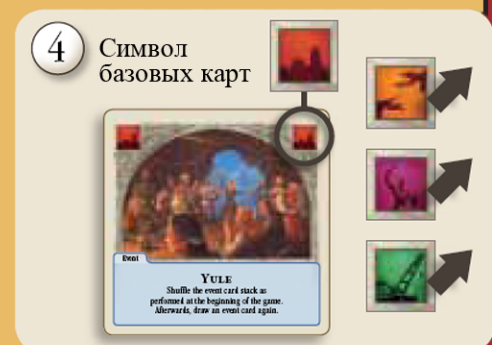 4
Символ
базовых карт
Event
YULE
Shuffle the event card stack as
performed at the beginning of the game.
Afterwards, draw an event card again.